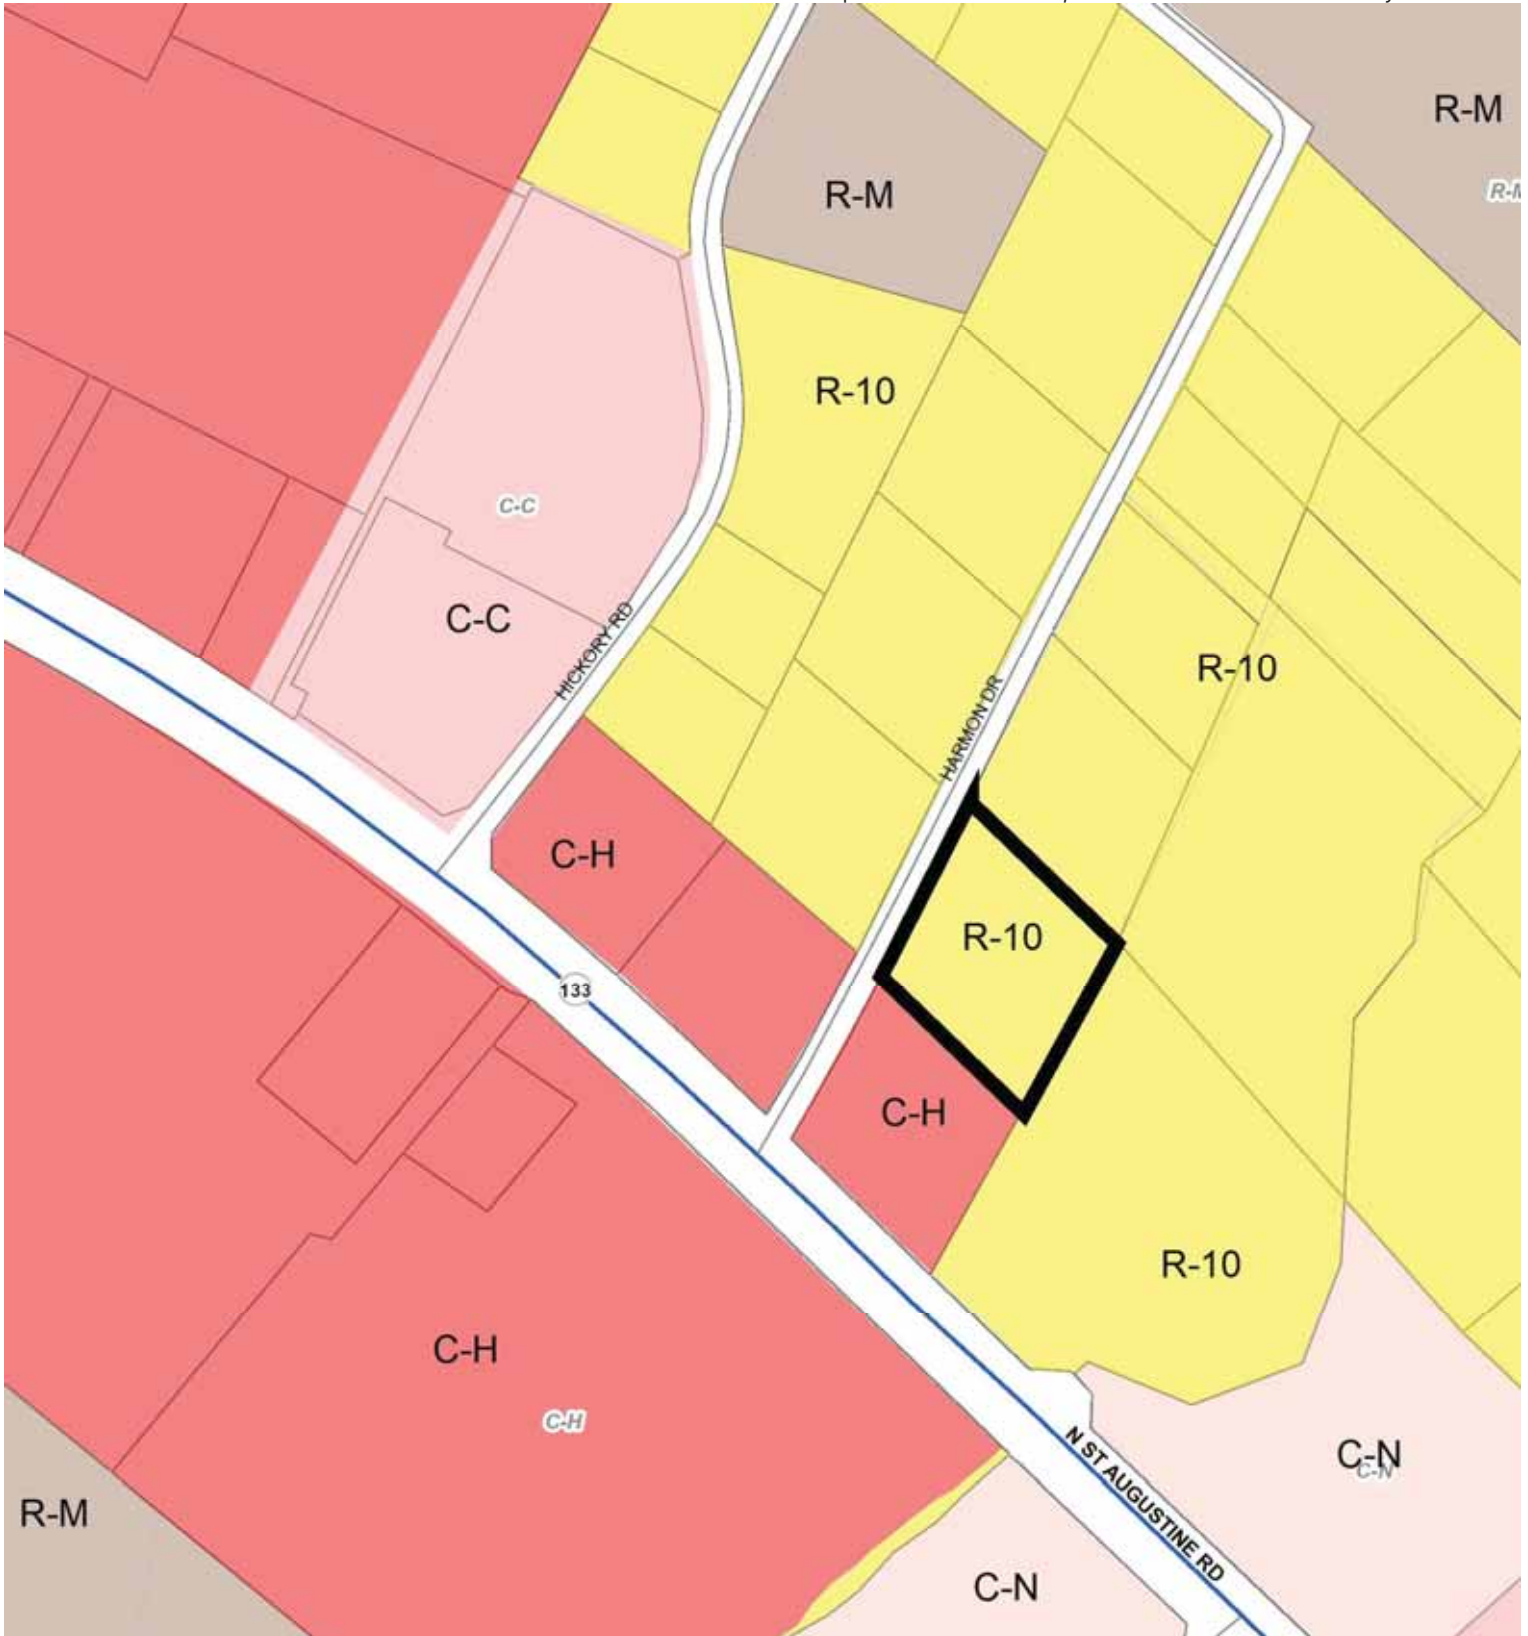 R-M
R-M
R-M
R-10
C-C
C-C
HICKORY RD
R-10
HARMON DR
C-H
R-10
133
C-H
R-10
C-H
C-H
N ST AUGUSTINE RD
C-N
C-N
R-M
C-N